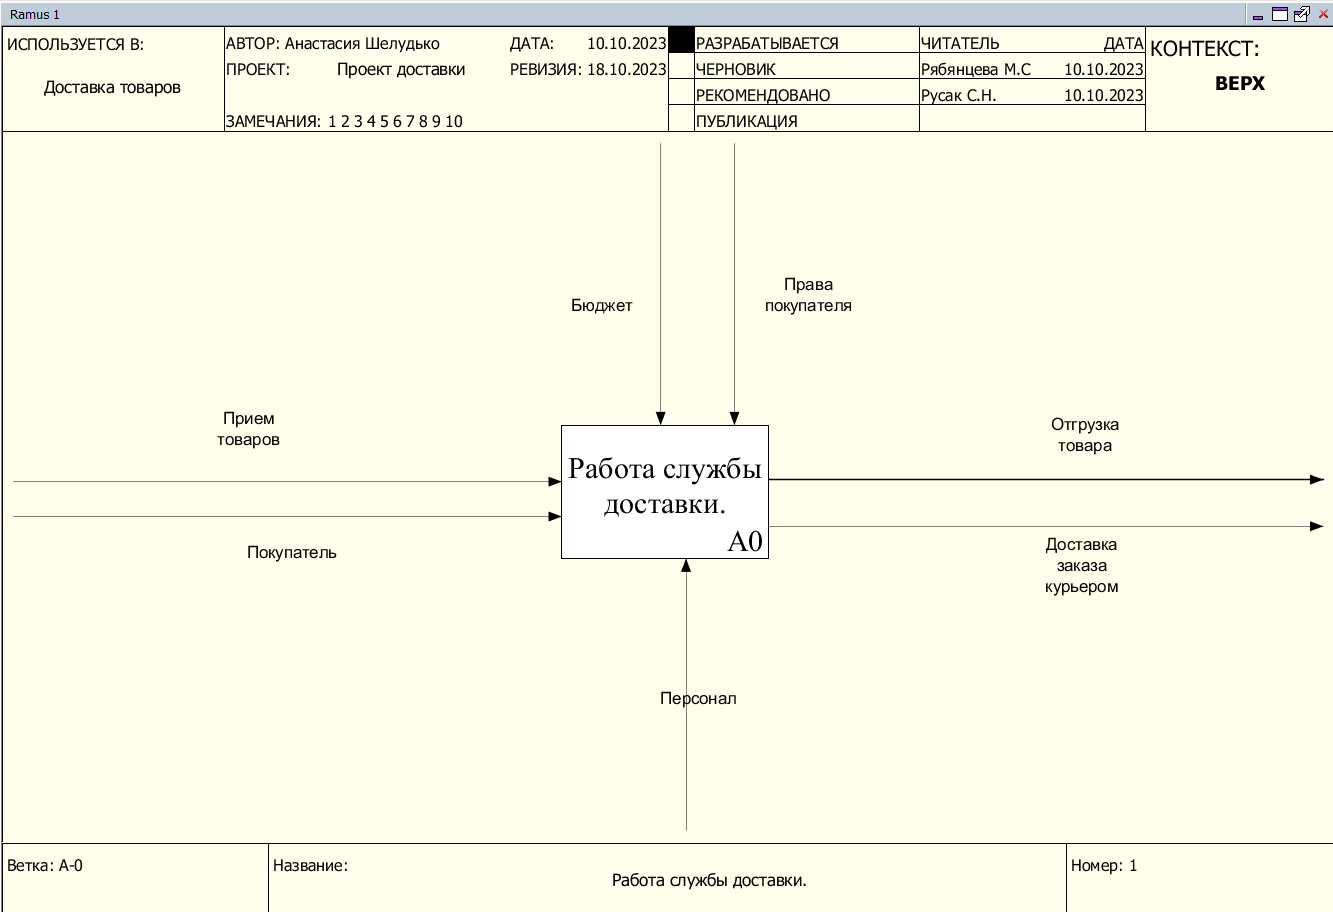 Ramus 1
ИСПОЛЬЗУЕТСЯ В:
Доставка товаров
АВТОР: Анастасия Шелудько
ДАТА: 10.10.2023
ПРОЕКТ: Проект доставки
РЕВИЗИЯ: 18.10.2023
ЗАМЕЧАНИЯ: 1 2 3 4 5 6 7 8 9 10
РАЗРАБАТЫВАЕТСЯ
ЧЕРНОВИК
РЕКОМЕНДОВАНО
ПУБЛИКАЦИЯ
ЧИТАТЕЛЬ ДАТА
Рябянцева М.С 10.10.2023
Русак С.Н. 10.10.2023
КОНТЕКСТ:
ВЕРХ
Бюджет
Права
покупателя
Прием
товаров
Покупатель
Работа службы
доставки.
A0
Отгрузка
товара
Доставка
заказа
курьером
Персонал
Ветка: A-0
Название:
Работа службы доставки.
Номер: 1